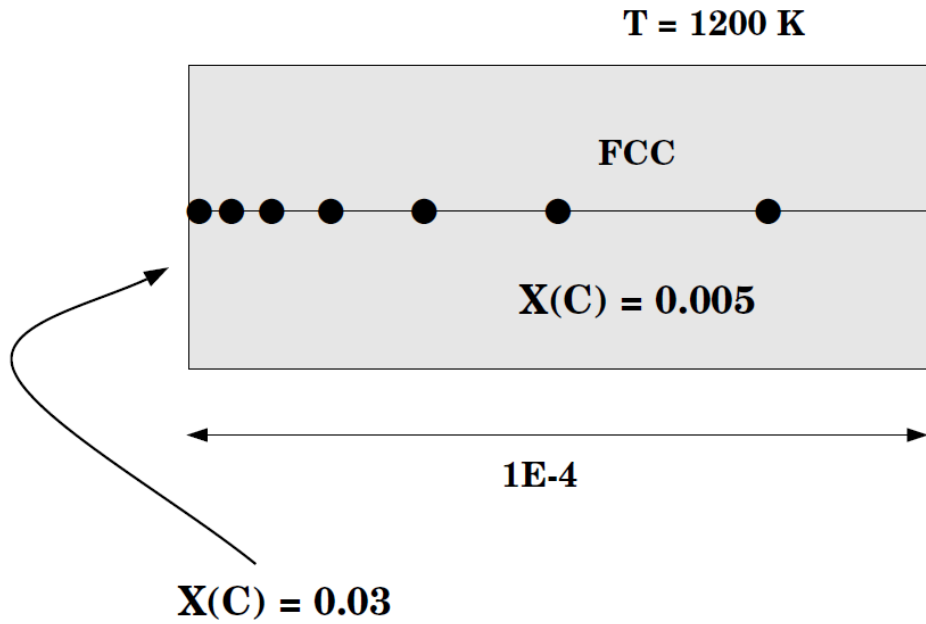 T = 1200 K
FCC
X(C) = 0.005
1E-4
X(C) = 0.03